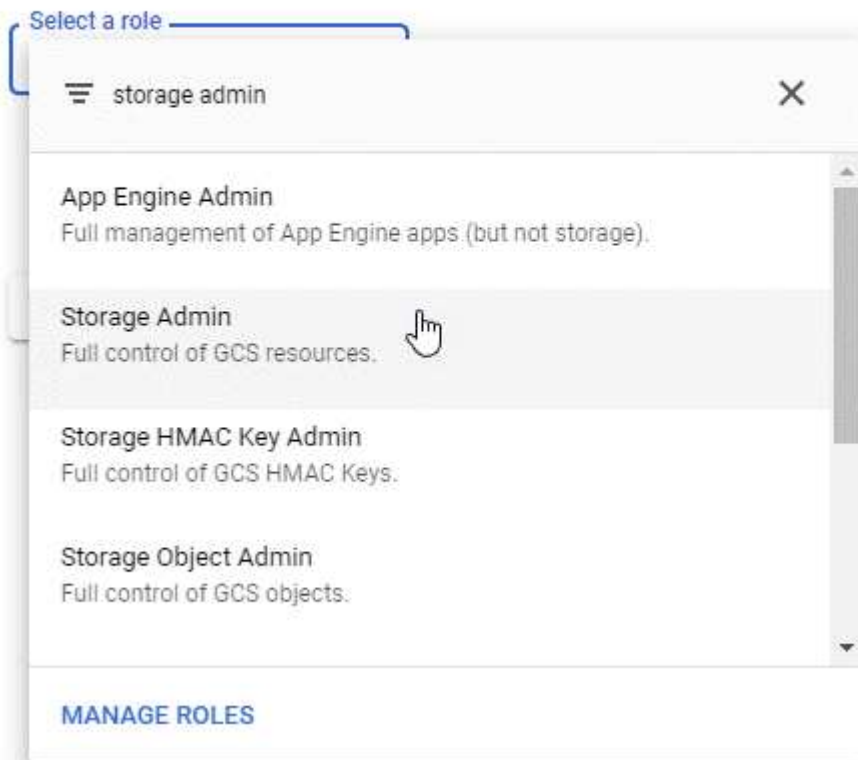 Select a role
storage admin
App Engine Admin
Full management of App Engine apps (but not storage).
Storage Admin
Full control of GCS resources.
Storage HMAC Key Admin
Full control of GCS HMAC Keys.
Storage Object Admin
Full control of GCS objects.
MANAGE ROLES